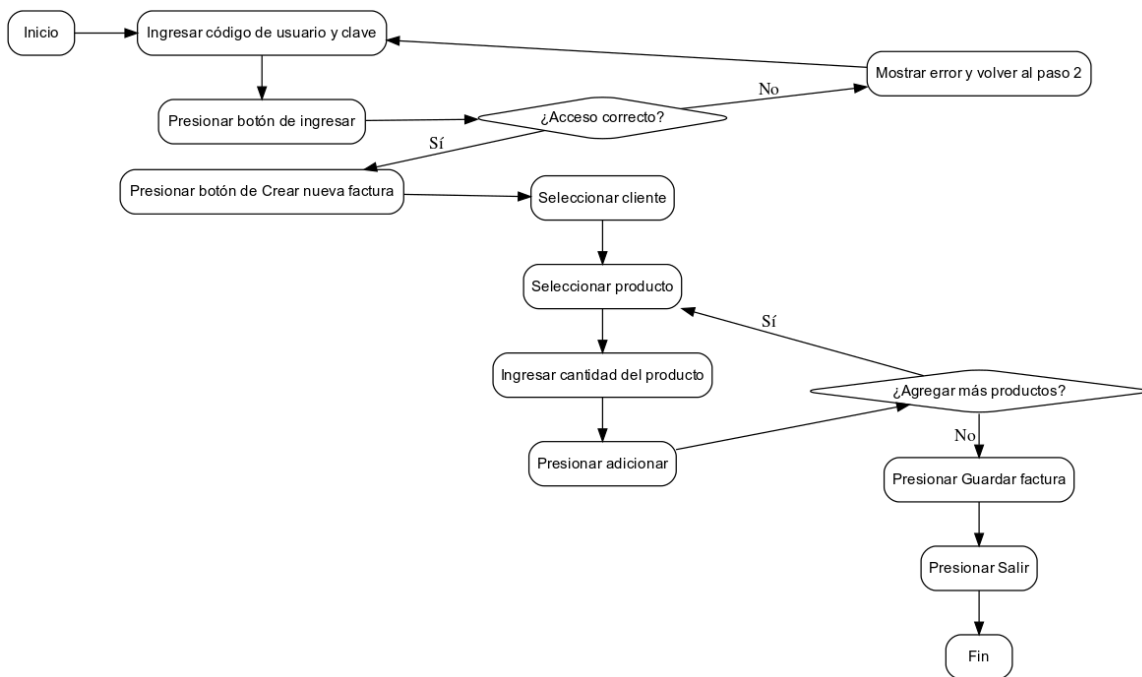 Inicio
Ingresar código de usuario y clave
Mostrar error y volver al paso 2
No
Presionar botón de ingresar
¿Acceso correcto?
Sí
Presionar botón de Crear nueva factura
Seleccionar cliente
Seleccionar producto
Sí
Ingresar cantidad del producto
¿Agregar más productos?
No
Presionar adicionar
Presionar Guardar factura
Presionar Salir
Fin